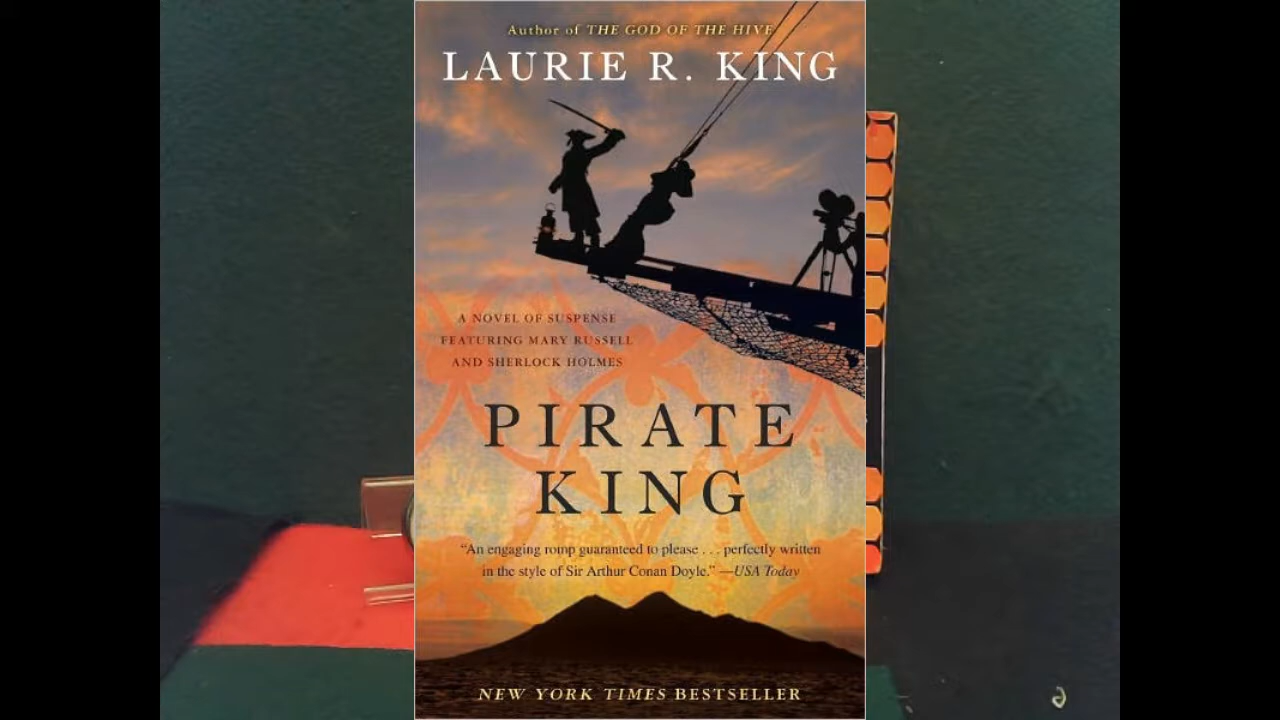 Author of THE GOD OF THE HIVE
LAURIE R. KING
A NOVEL OF SUSPENSE
FEATURING MARY RUSSELL
AND SHERLOCK HOLMES
PIRATE
KING
“An engaging romp guaranteed to please . . . perfectly written
in the style of Sir Arthur Conan Doyle.” —USA Today
NEW YORK TIMES BESTSELLER